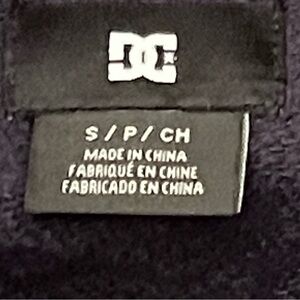 DC
S / P / CH
MADE IN CHINA
FABRIQUÉ EN CHINE
FABRICADO EN CHINA